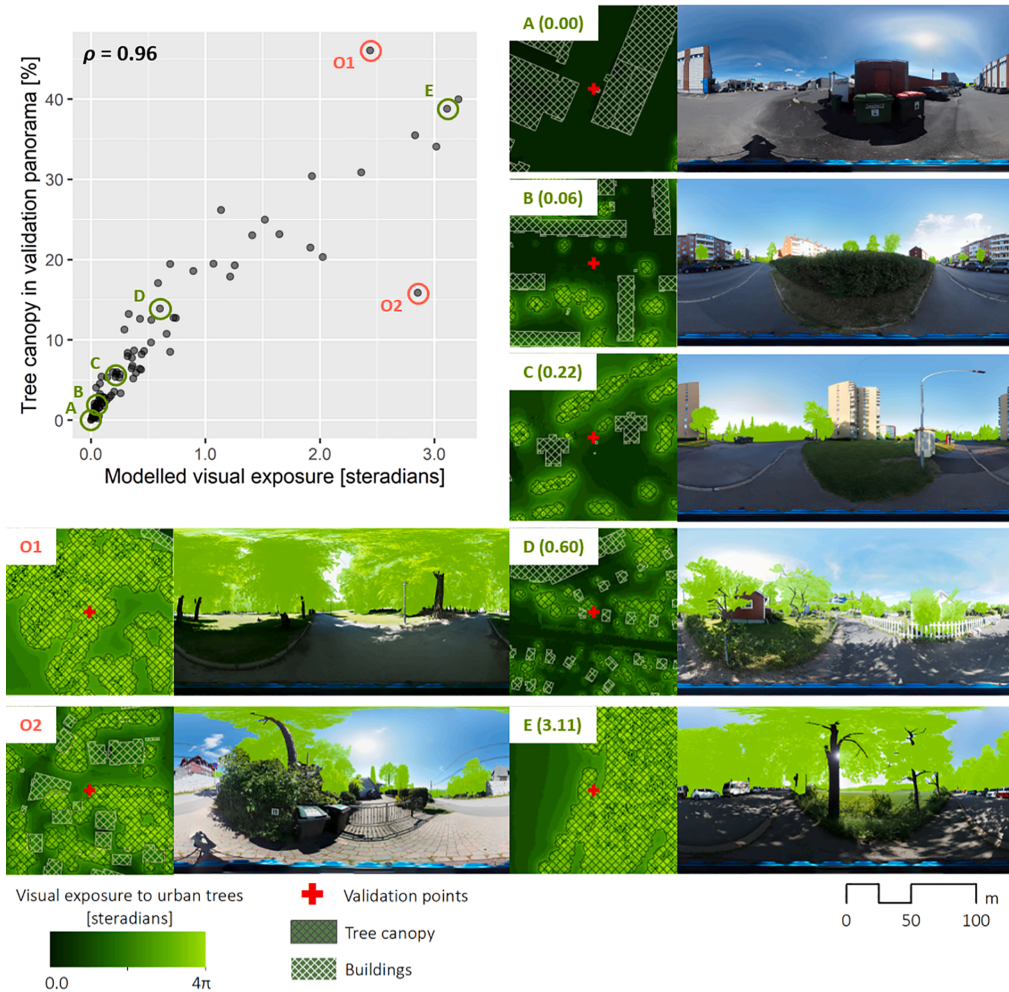 ρ = 0.96
O1
E
D
O2
C
B
A
40
30
20
10
0
0.0 1.0 2.0 3.0
Tree canopy in validation panorama [%]
Modelled visual exposure [steradians]
A (0.00)
B (0.06)
C (0.22)
O1
D (0.60)
O2
E (3.11)
Visual exposure to urban trees
[steradians]
0.0 4π
Validation points
Tree canopy
Buildings
0 50 100 m